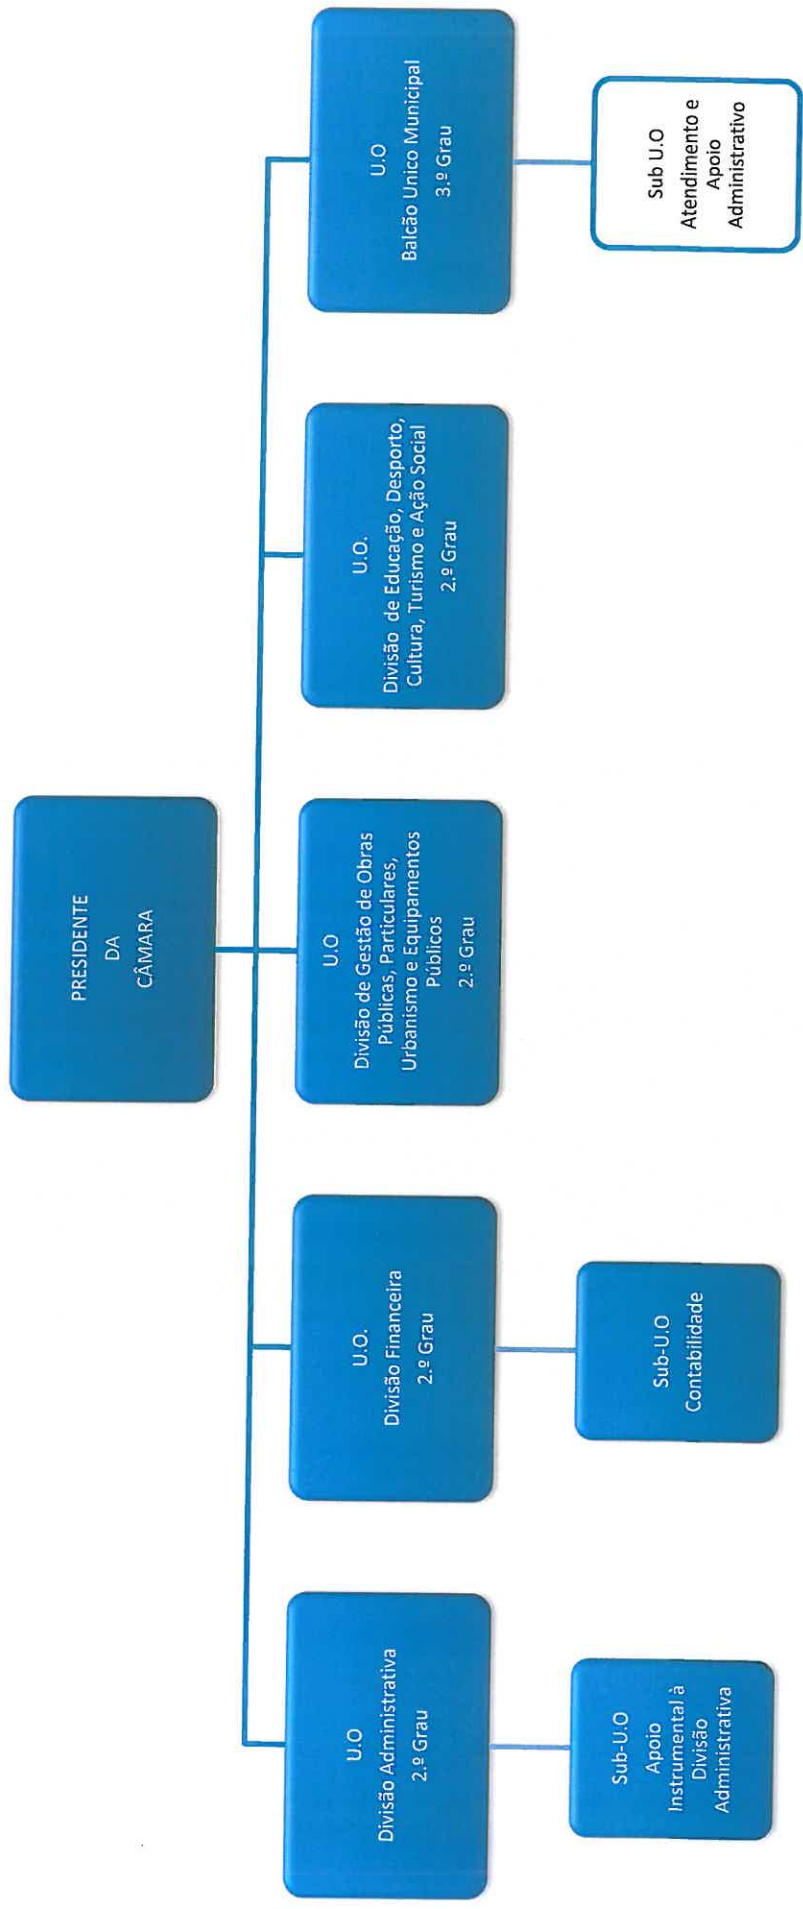 PRESIDENTE
DA
CÂMARA
U.O
Divisão Administrativa
2.º Grau
U.O.
Divisão Financeira
2.º Grau
U.O
Divisão de Gestão de Obras
Públicas, Particulares,
Urbanismo e Equipamentos
Públicos
2.º Grau
U.O.
Divisão de Educação, Desporto,
Cultura, Turismo e Ação Social
2.º Grau
U.O
Balcão Unico Municipal
3.º Grau
Sub-U.O
Apoio
Instrumental à
Divisão
Administrativa
Sub-U.O
Contabilidade
Sub U.O
Atendimento e
Apoio
Administrativo